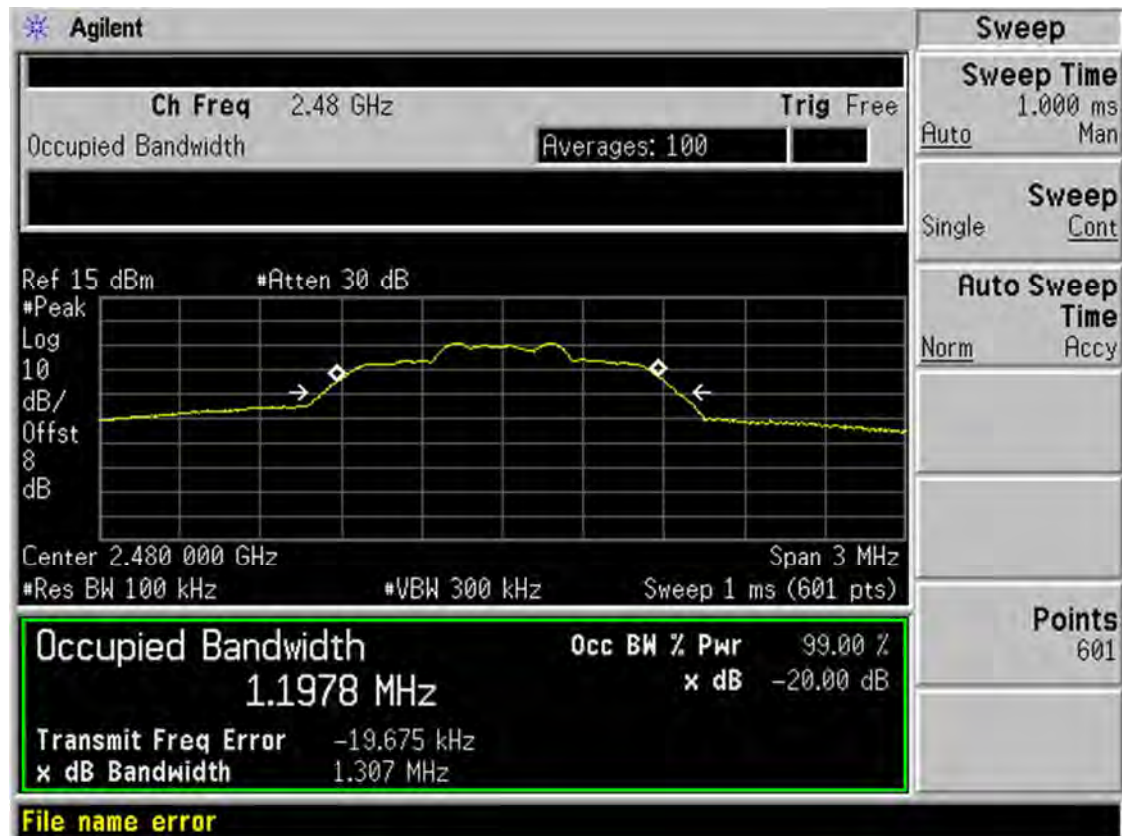 Agilent
Sweep
Ch Freq 2.48 GHz Trig Free
Occupied Bandwidth Averages: 100
Sweep Time
1.000 ms
Auto Man
Sweep
Single Cont
Auto Sweep
Time
Norm Accy
Points
601
Ref 15 dBm #Atten 30 dB
#Peak
Log
10
dB/
Offst
8
dB
Center 2.480 000 GHz Span 3 MHz
#Res BW 100 kHz #VBW 300 kHz Sweep 1 ms (601 pts)
Occupied Bandwidth
1.1978 MHz
Occ BW % Pwr 99.00 %
x dB -20.00 dB
Transmit Freq Error -19.675 kHz
x dB Bandwidth 1.307 MHz
File name error